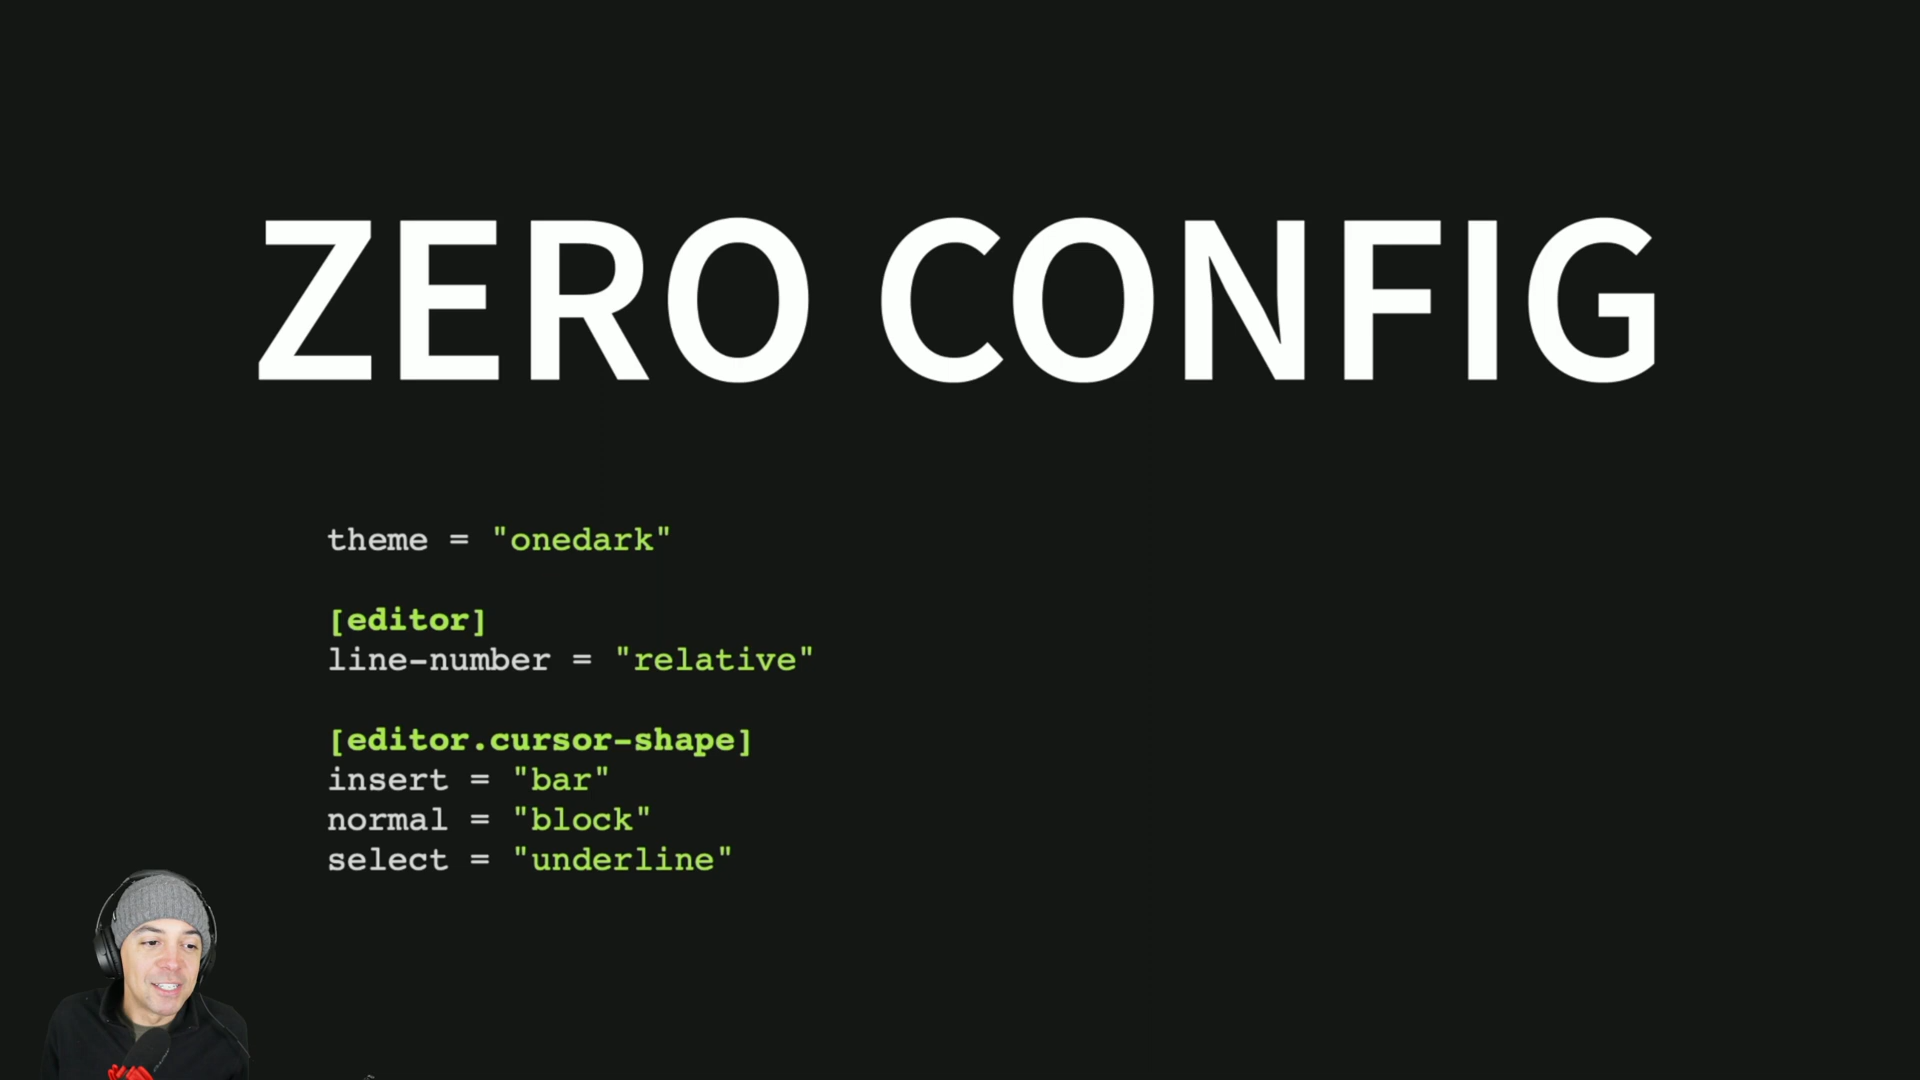 ZERO CONFIG
theme = "onedark"
[editor]
line-number = "relative"
[editor.cursor-shape]
insert = "bar"
normal = "block"
select = "underline"